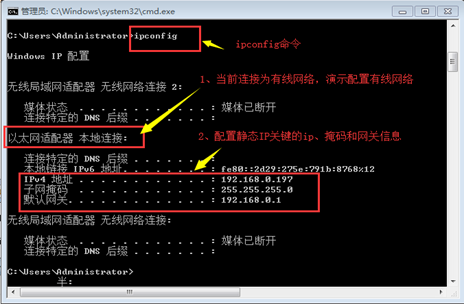 C:\Windows\system32\cmd.exe
C:\Users\Administrator>ipconfig
ipconfig命令
Windows IP 配置
无线局域网适配器 无线网络连接 2:
1、当前连接为有线网络，演示配置有线网络
媒体状态 . . . . . . . . . . . . : 媒体已断开
连接特定的 DNS 后缀 . . . . . . . :
以太网适配器 本地连接:
2、配置静态IP关键的ip、掩码和网关信息
连接特定的 DNS 后缀 . . . . . . . :
本地链接 IPv6 地址. . . . . . . . : fe80::2d29:275e:791b:8768%12
IPv4 地址 . . . . . . . . . . . . : 192.168.0.197
子网掩码 . . . . . . . . . . . . : 255.255.255.0
默认网关. . . . . . . . . . . . . : 192.168.0.1
无线局域网适配器 无线网络连接:
媒体状态 . . . . . . . . . . . . : 媒体已断开
连接特定的 DNS 后缀 . . . . . . . :
C:\Users\Administrator>
半: